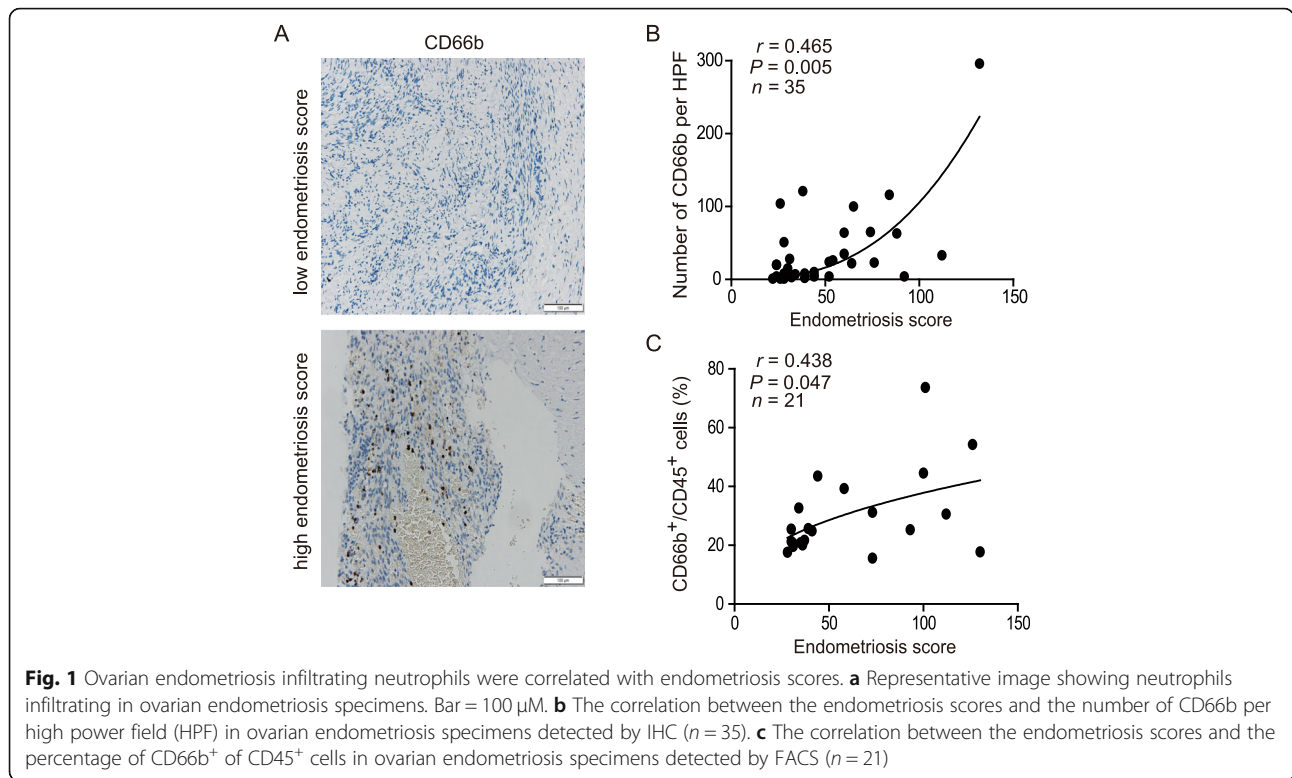 A
CD66b
low endometriosis score
100 µm
high endometriosis score
100 µm
B
r = 0.465
P = 0.005
n = 35
Number of CD66b per HPF
300
200
100
0
0 50 100 150
Endometriosis score
C
r = 0.438
P = 0.047
n = 21
CD66b+/CD45+ cells (%)
80
60
40
20
0
0 50 100 150
Endometriosis score
Fig. 1 Ovarian endometriosis infiltrating neutrophils were correlated with endometriosis scores. a Representative image showing neutrophils
infiltrating in ovarian endometriosis specimens. Bar = 100 µM. b The correlation between the endometriosis scores and the number of CD66b per
high power field (HPF) in ovarian endometriosis specimens detected by IHC (n = 35). c The correlation between the endometriosis scores and the
percentage of CD66b+ of CD45+ cells in ovarian endometriosis specimens detected by FACS (n = 21)